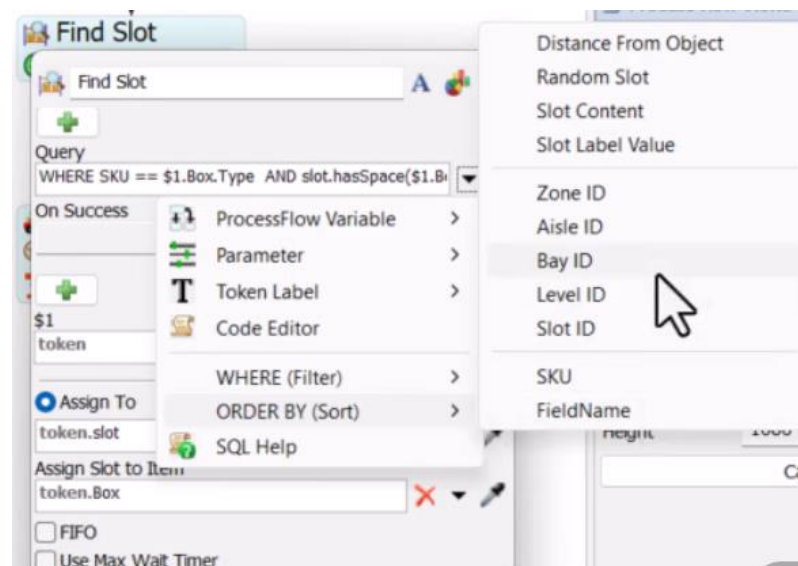 Find Slot
Find Slot
Query
WHERE SKU == $1.Box.Type AND slot.hasSpace($1.B
On Success
$1
token
Assign To
token.slot
Assign Slot to Item
token.Box
FIFO
Use Max Wait Timer
ProcessFlow Variable
Parameter
Token Label
Code Editor
WHERE (Filter)
ORDER BY (Sort)
SQL Help
Distance From Object
Random Slot
Slot Content
Slot Label Value
Zone ID
Aisle ID
Bay ID
Level ID
Slot ID
SKU
FieldName
Height